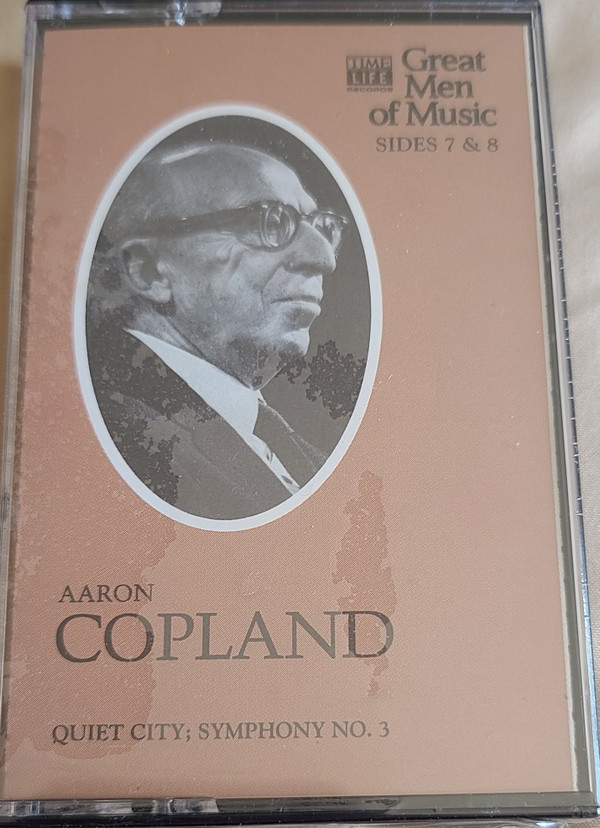 TIME
LIFE
RECORDS
Great
Men
of Music
SIDES 7 & 8
AARON
COPLAND
QUIET CITY; SYMPHONY NO. 3